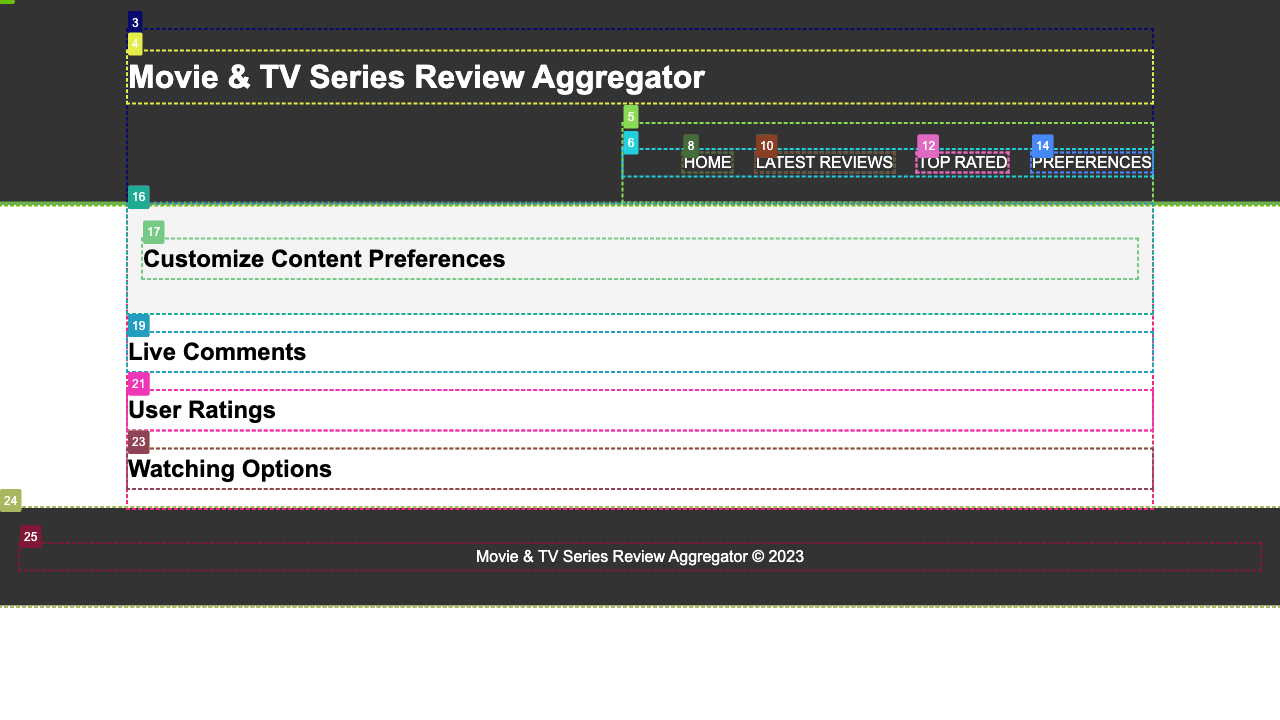 3
4
Movie & TV Series Review Aggregator
5
6
8 10 12 14
HOME LATEST REVIEWS TOP RATED PREFERENCES
16
17
Customize Content Preferences
19
Live Comments
21
User Ratings
23
Watching Options
24
25
Movie & TV Series Review Aggregator © 2023